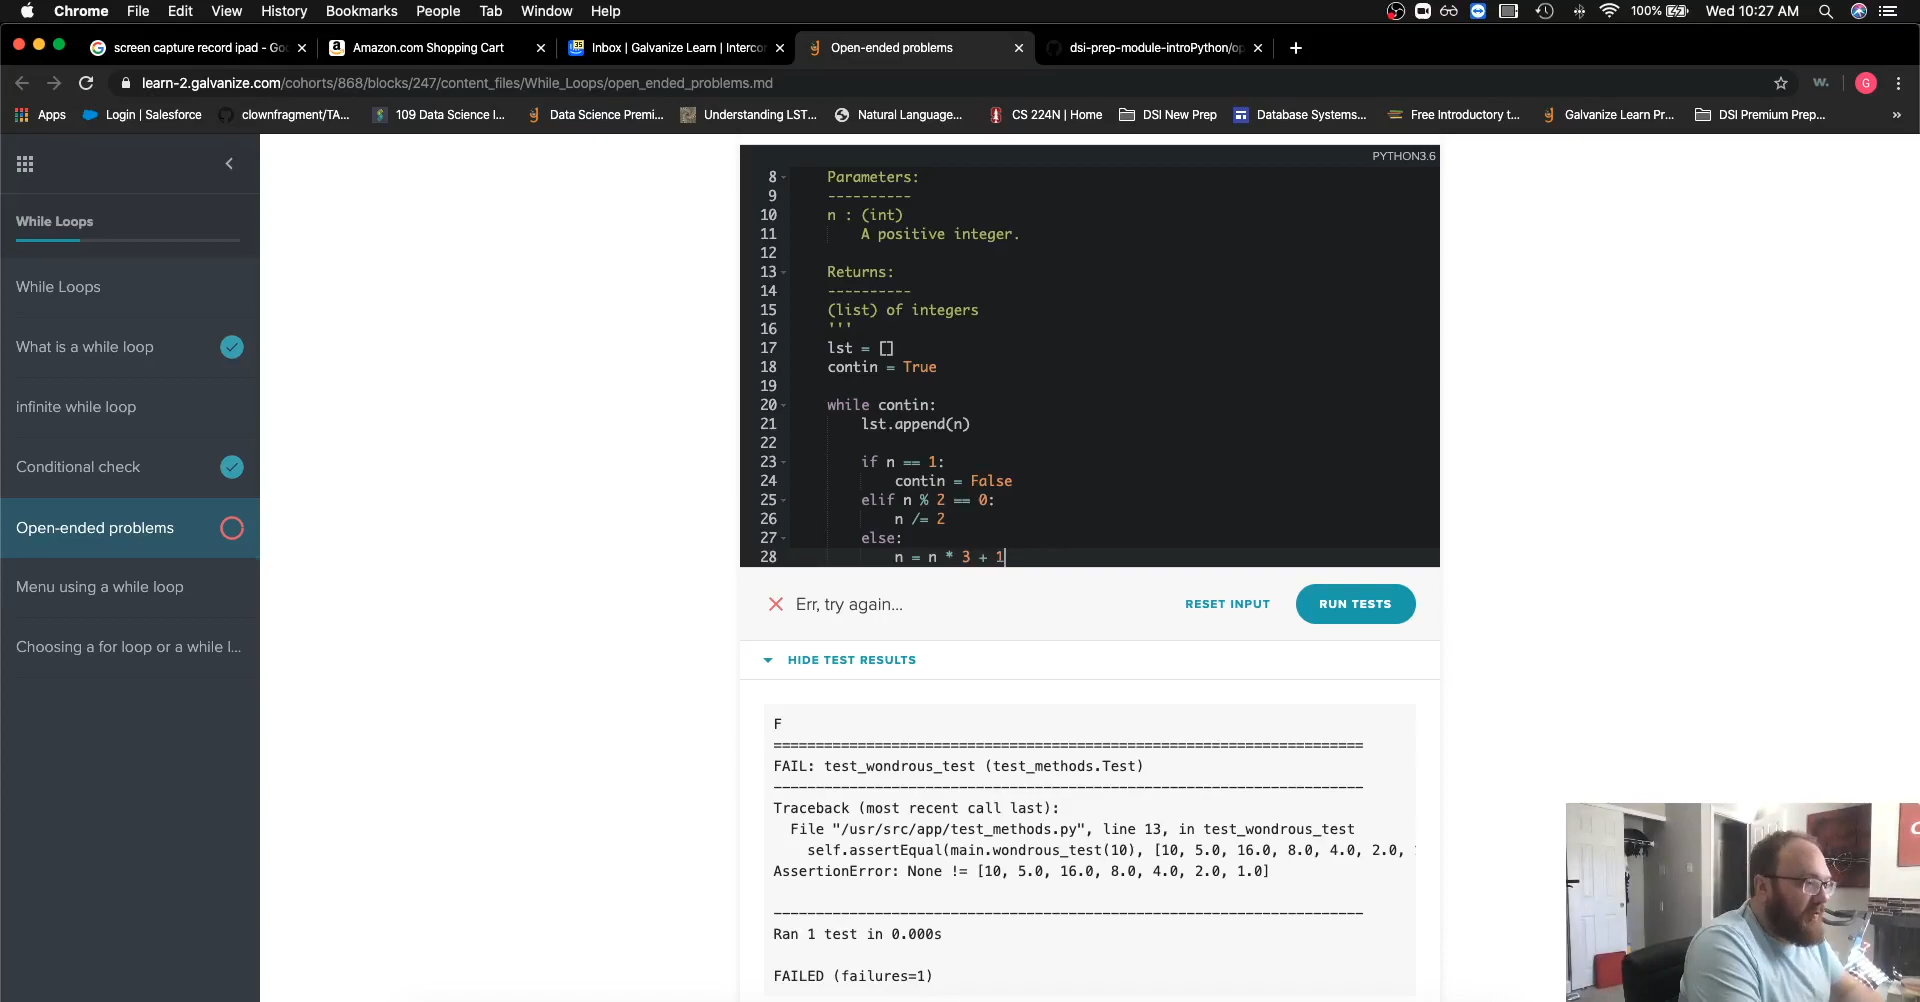 Chrome File Edit View History Bookmarks People Tab Window Help 100% Wed 10:27 AM
screen capture record ipad - Goo Amazon.com Shopping Cart Inbox | Galvanize Learn | Intercor Open-ended problems dsi-prep-module-introPython/op
learn-2.galvanize.com/cohorts/868/blocks/247/content_files/While_Loops/open_ended_problems.md w. G
Apps Login | Salesforce clownfragment/TA... 109 Data Science I... Data Science Premi... Understanding LST... Natural Language... CS 224N | Home DSI New Prep Database Systems... Free Introductory t... Galvanize Learn Pr... DSI Premium Prep... »
While Loops
While Loops
What is a while loop
infinite while loop
Conditional check
Open-ended problems
Menu using a while loop
Choosing a for loop or a while l...
PYTHON3.6
8 Parameters:
9 ----------
10 n : (int)
11 A positive integer.
12
13 Returns:
14 ----------
15 (list) of integers
16 '''
17 lst = []
18 contin = True
19
20 while contin:
21 lst.append(n)
22
23 if n == 1:
24 contin = False
25 elif n % 2 == 0:
26 n /= 2
27 else:
28 n = n * 3 + 1
Err, try again...
RESET INPUT
RUN TESTS
HIDE TEST RESULTS
F
======================================================================
FAIL: test_wondrous_test (test_methods.Test)
----------------------------------------------------------------------
Traceback (most recent call last):
File "/usr/src/app/test_methods.py", line 13, in test_wondrous_test
self.assertEqual(main.wondrous_test(10), [10, 5.0, 16.0, 8.0, 4.0, 2.0,
AssertionError: None != [10, 5.0, 16.0, 8.0, 4.0, 2.0, 1.0]
----------------------------------------------------------------------
Ran 1 test in 0.000s
FAILED (failures=1)